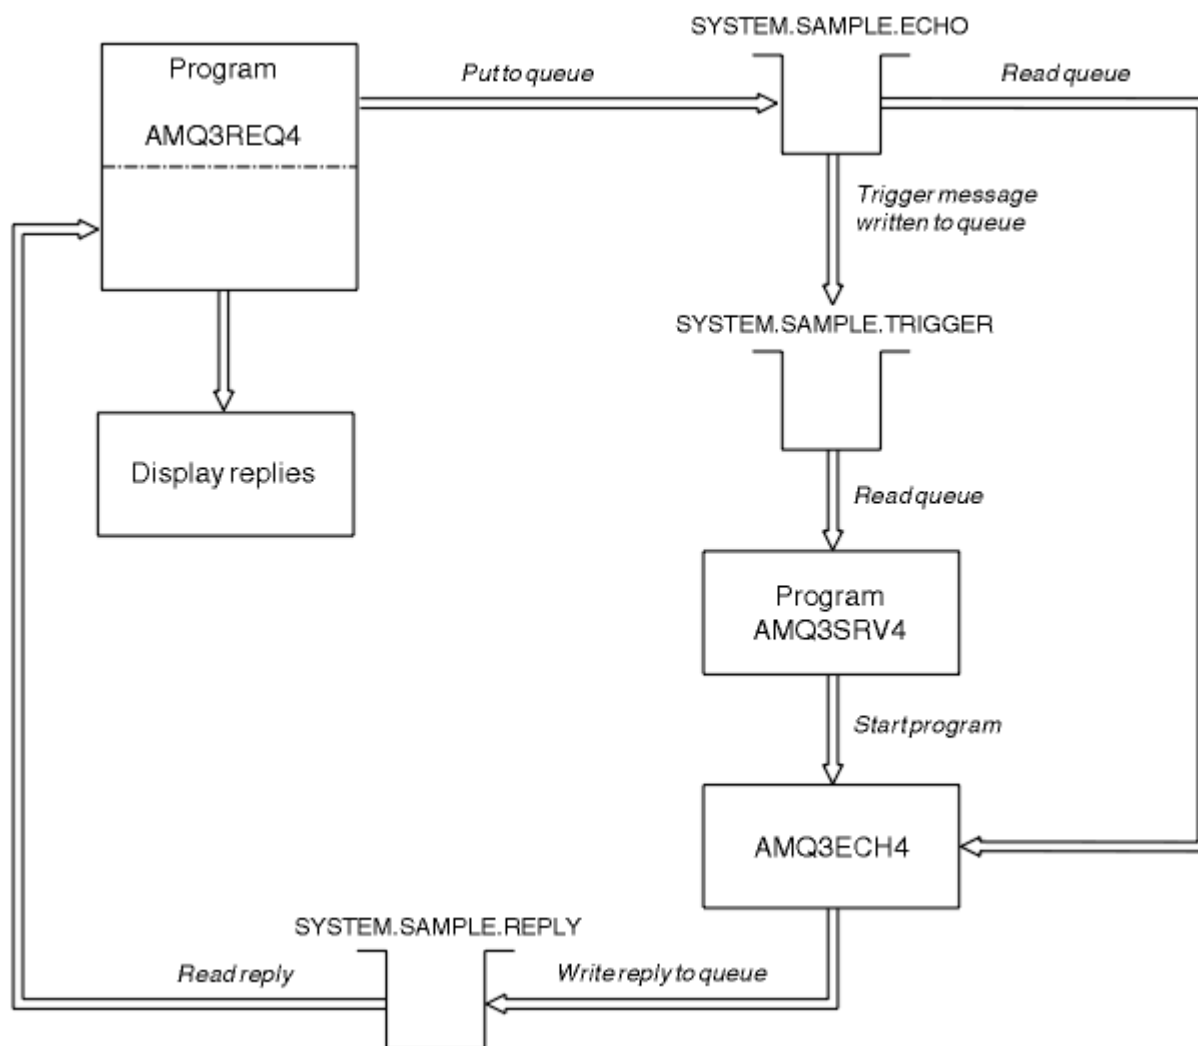 SYSTEM.SAMPLE.ECHO
Program
AMQ3REQ4
Put to queue
Read queue
Trigger message
written to queue
SYSTEM.SAMPLE.TRIGGER
Display replies
Read queue
Program
AMQ3SRV4
Start program
AMQ3ECH4
SYSTEM.SAMPLE.REPLY
Read reply
Write reply to queue